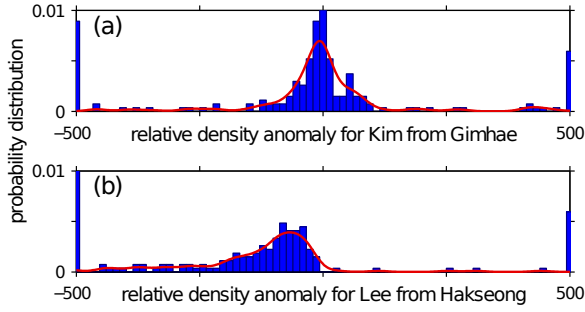 probability distribution
0.01
(a)
0
−500
relative density anomaly for Kim from Gimhae
500
0.01
(b)
0
−500
relative density anomaly for Lee from Hakseong
500